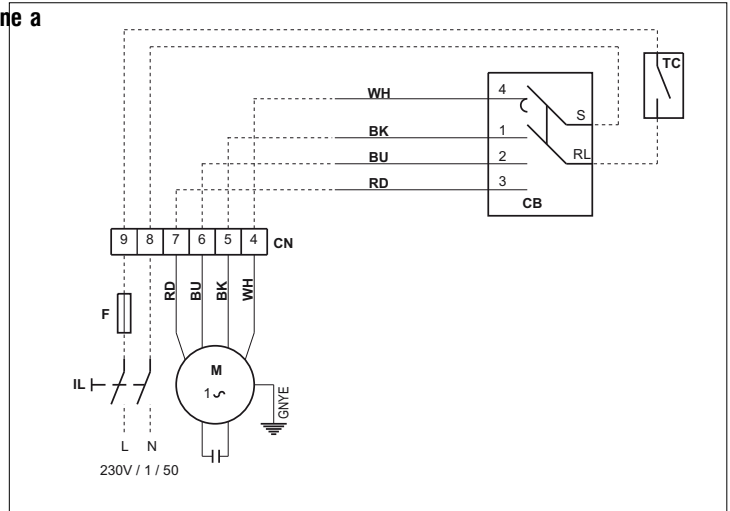 ne a
TC
WH
4
S
BK
1
BU
2
RL
RD
3
CB
9 8 7 6 5 4 CN
RD BU BK WH
F
M
1
IL
GNYE
L N
230V / 1 / 50